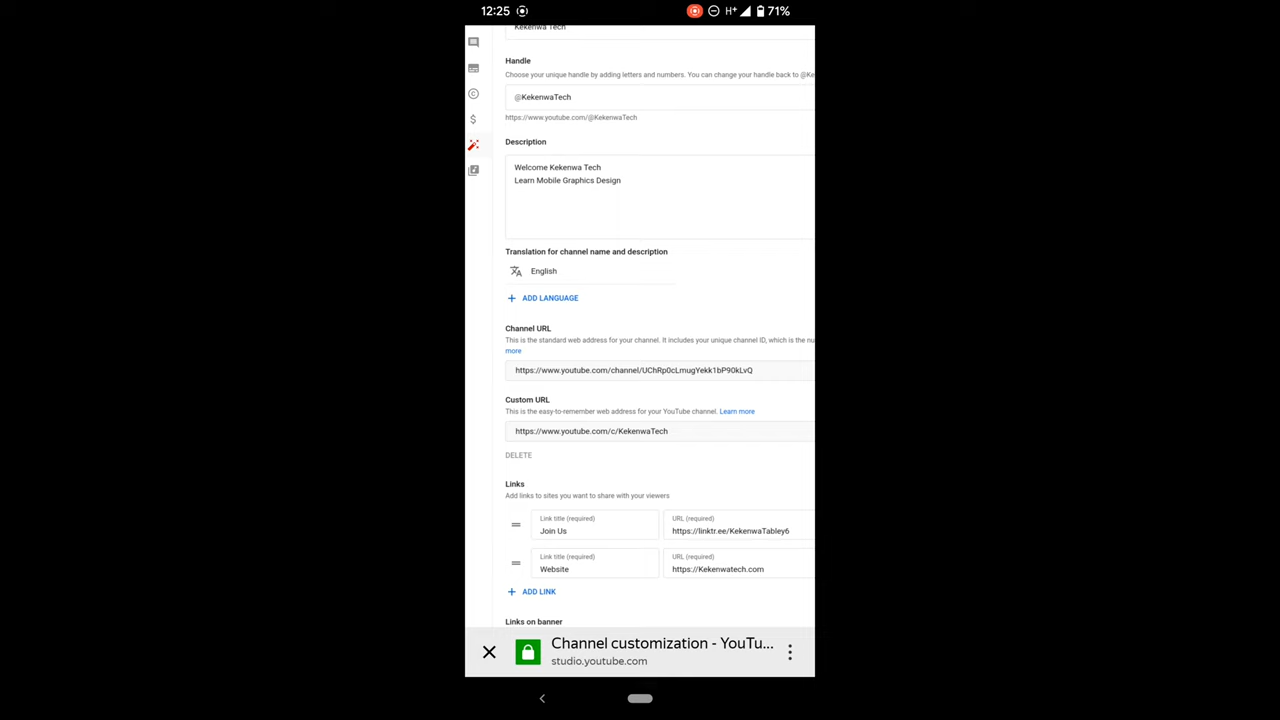 12:25
H+
71%
Kekenwa Tech
Handle
Choose your unique handle by adding letters and numbers. You can change your handle back to @Ke
@KekenwaTech
https://www.youtube.com/@KekenwaTech
Description
Welcome Kekenwa Tech
Learn Mobile Graphics Design
Translation for channel name and description
English
+ ADD LANGUAGE
Channel URL
This is the standard web address for your channel. It includes your unique channel ID, which is the nu
more
https://www.youtube.com/channel/UChRp0cLmugYekk1bP90kLvQ
Custom URL
This is the easy-to-remember web address for your YouTube channel. Learn more
https://www.youtube.com/c/KekenwaTech
DELETE
Links
Add links to sites you want to share with your viewers
Link title (required) URL (required)
Join Us https://linktr.ee/KekenwaTabley6
Link title (required) URL (required)
Website https://Kekenwatech.com
+ ADD LINK
Links on banner
Channel customization - YouTu...
studio.youtube.com